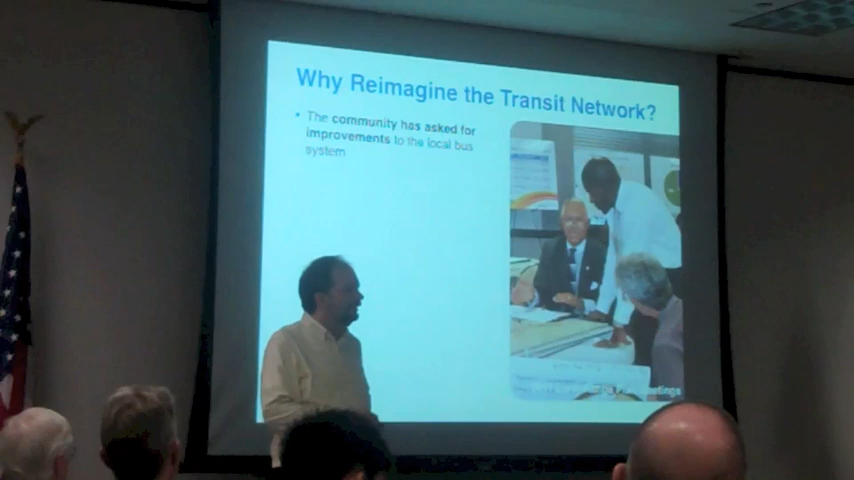 Why Reimagine the Transit Network?
• The community has asked for
improvements to the local bus
system